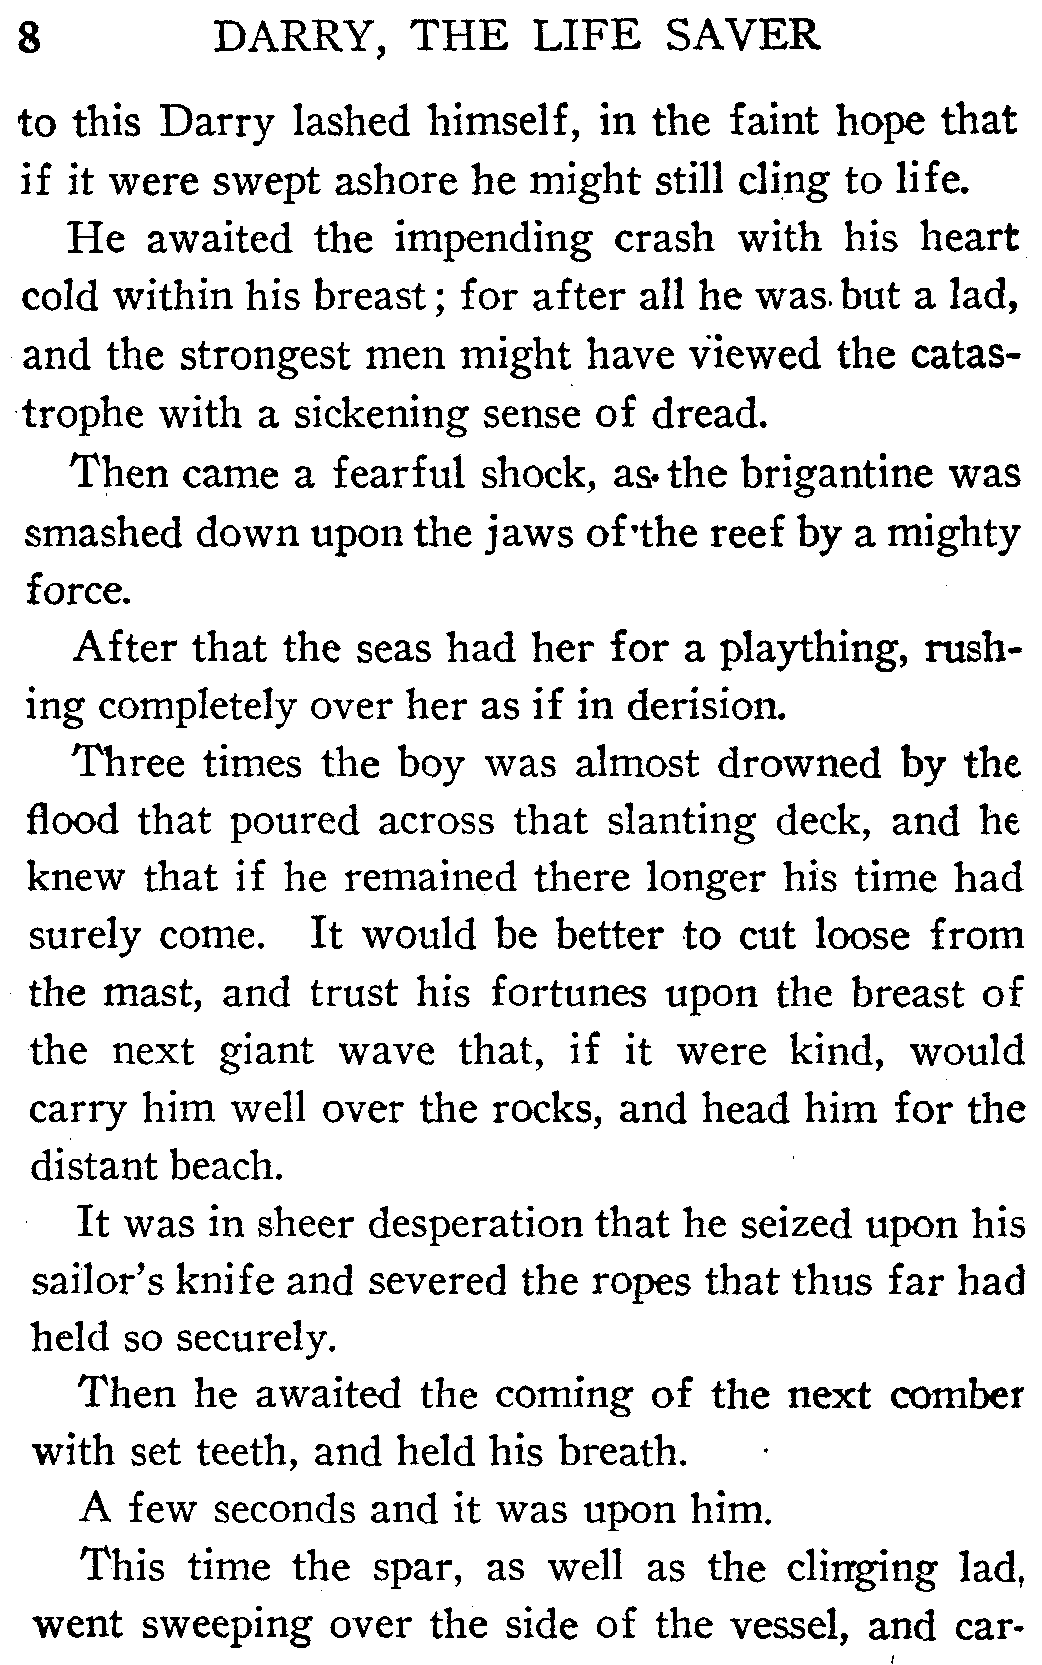 8 DARRY, THE LIFE SAVER
to this Darry lashed himself, in the faint hope that
if it were swept ashore he might still cling to life.
He awaited the impending crash with his heart
cold within his breast; for after all he was but a lad,
and the strongest men might have viewed the catas-
trophe with a sickening sense of dread.
Then came a fearful shock, as the brigantine was
smashed down upon the jaws of the reef by a mighty
force.
After that the seas had her for a plaything, rush-
ing completely over her as if in derision.
Three times the boy was almost drowned by the
flood that poured across that slanting deck, and he
knew that if he remained there longer his time had
surely come. It would be better to cut loose from
the mast, and trust his fortunes upon the breast of
the next giant wave that, if it were kind, would
carry him well over the rocks, and head him for the
distant beach.
It was in sheer desperation that he seized upon his
sailor's knife and severed the ropes that thus far had
held so securely.
Then he awaited the coming of the next comber
with set teeth, and held his breath.
A few seconds and it was upon him.
This time the spar, as well as the clinging lad,
went sweeping over the side of the vessel, and car-